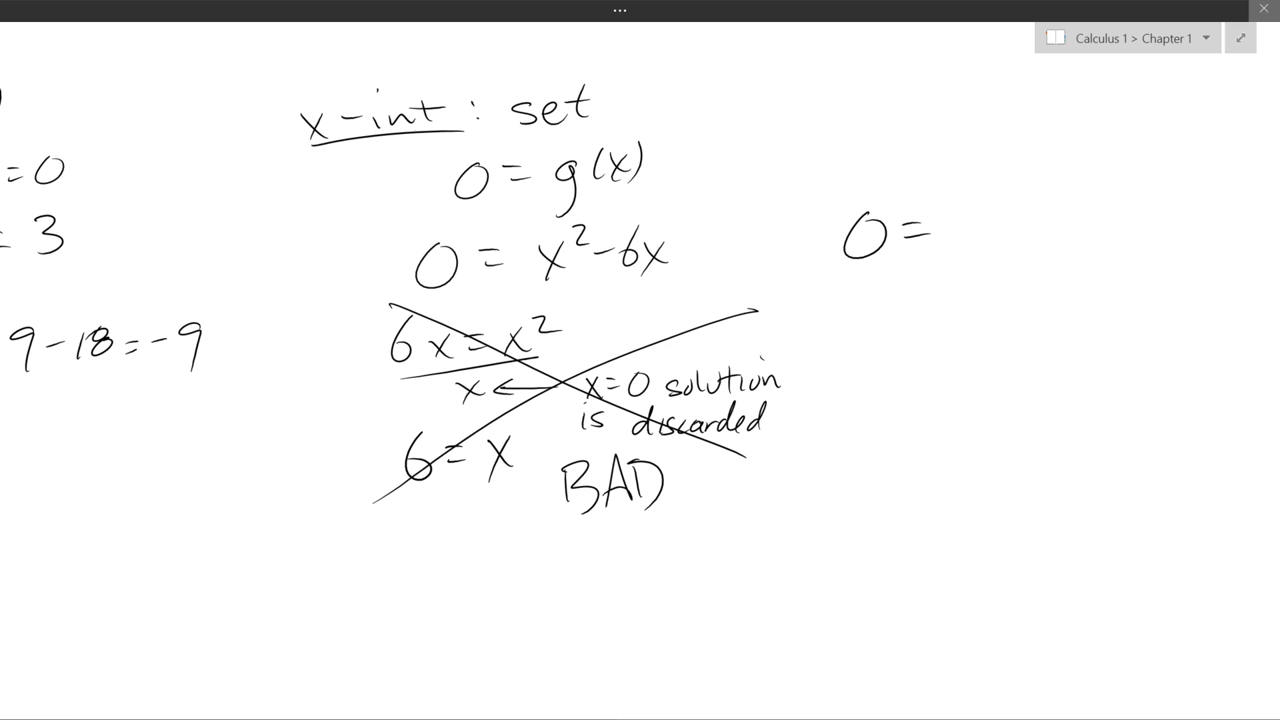 ...
Calculus 1 > Chapter 1
x-int: set
0 = g(x)
0 = x² - 6x
6x = x²
x ← x=0 solution
is discarded
6 = x
BAD
= 0
= 3
9 - 18 = -9
0 =